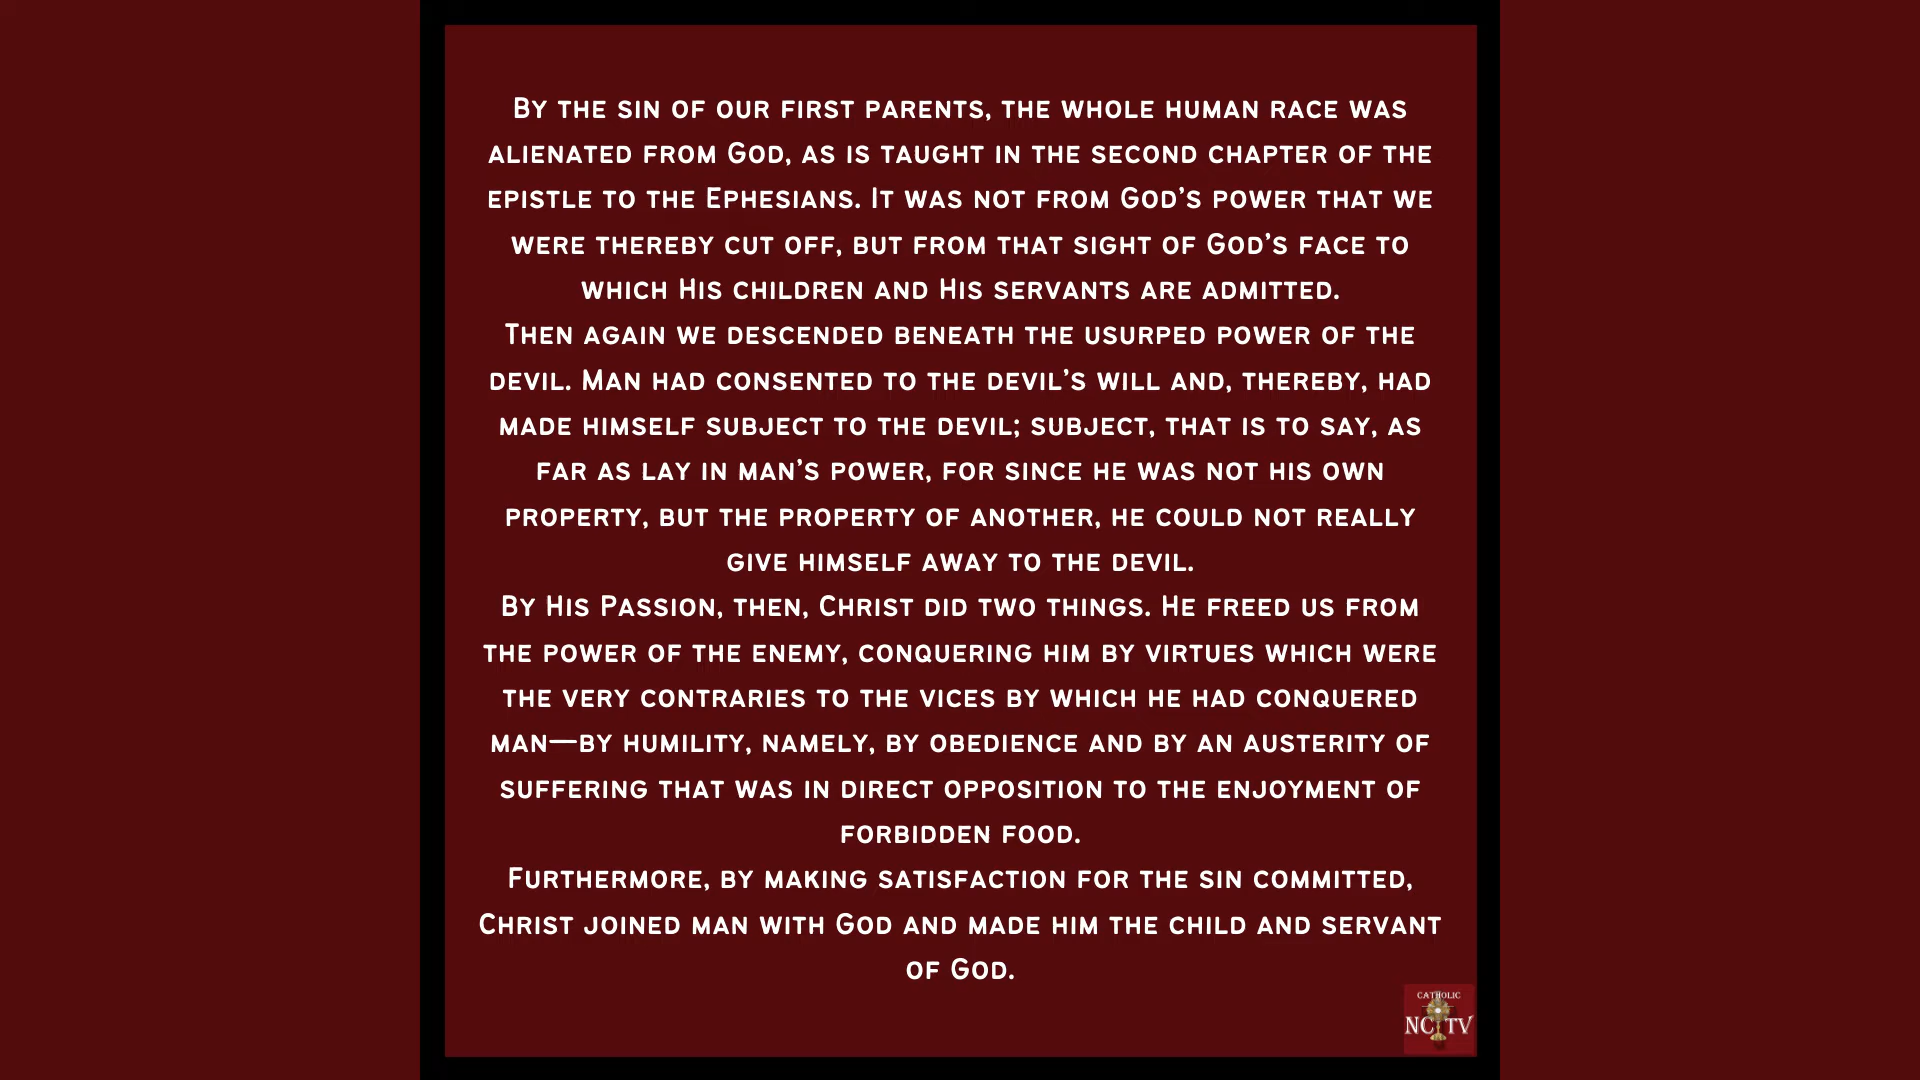 By the sin of our first parents, the whole human race was
alienated from God, as is taught in the second chapter of the
epistle to the Ephesians. It was not from God’s power that we
were thereby cut off, but from that sight of God’s face to
which His children and His servants are admitted.
Then again we descended beneath the usurped power of the
devil. Man had consented to the devil’s will and, thereby, had
made himself subject to the devil; subject, that is to say, as
far as lay in man’s power, for since he was not his own
property, but the property of another, he could not really
give himself away to the devil.
By His Passion, then, Christ did two things. He freed us from
the power of the enemy, conquering him by virtues which were
the very contraries to the vices by which he had conquered
man—by humility, namely, by obedience and by an austerity of
suffering that was in direct opposition to the enjoyment of
forbidden food.
Furthermore, by making satisfaction for the sin committed,
Christ joined man with God and made him the child and servant
of God.
CATHOLIC
NC TV